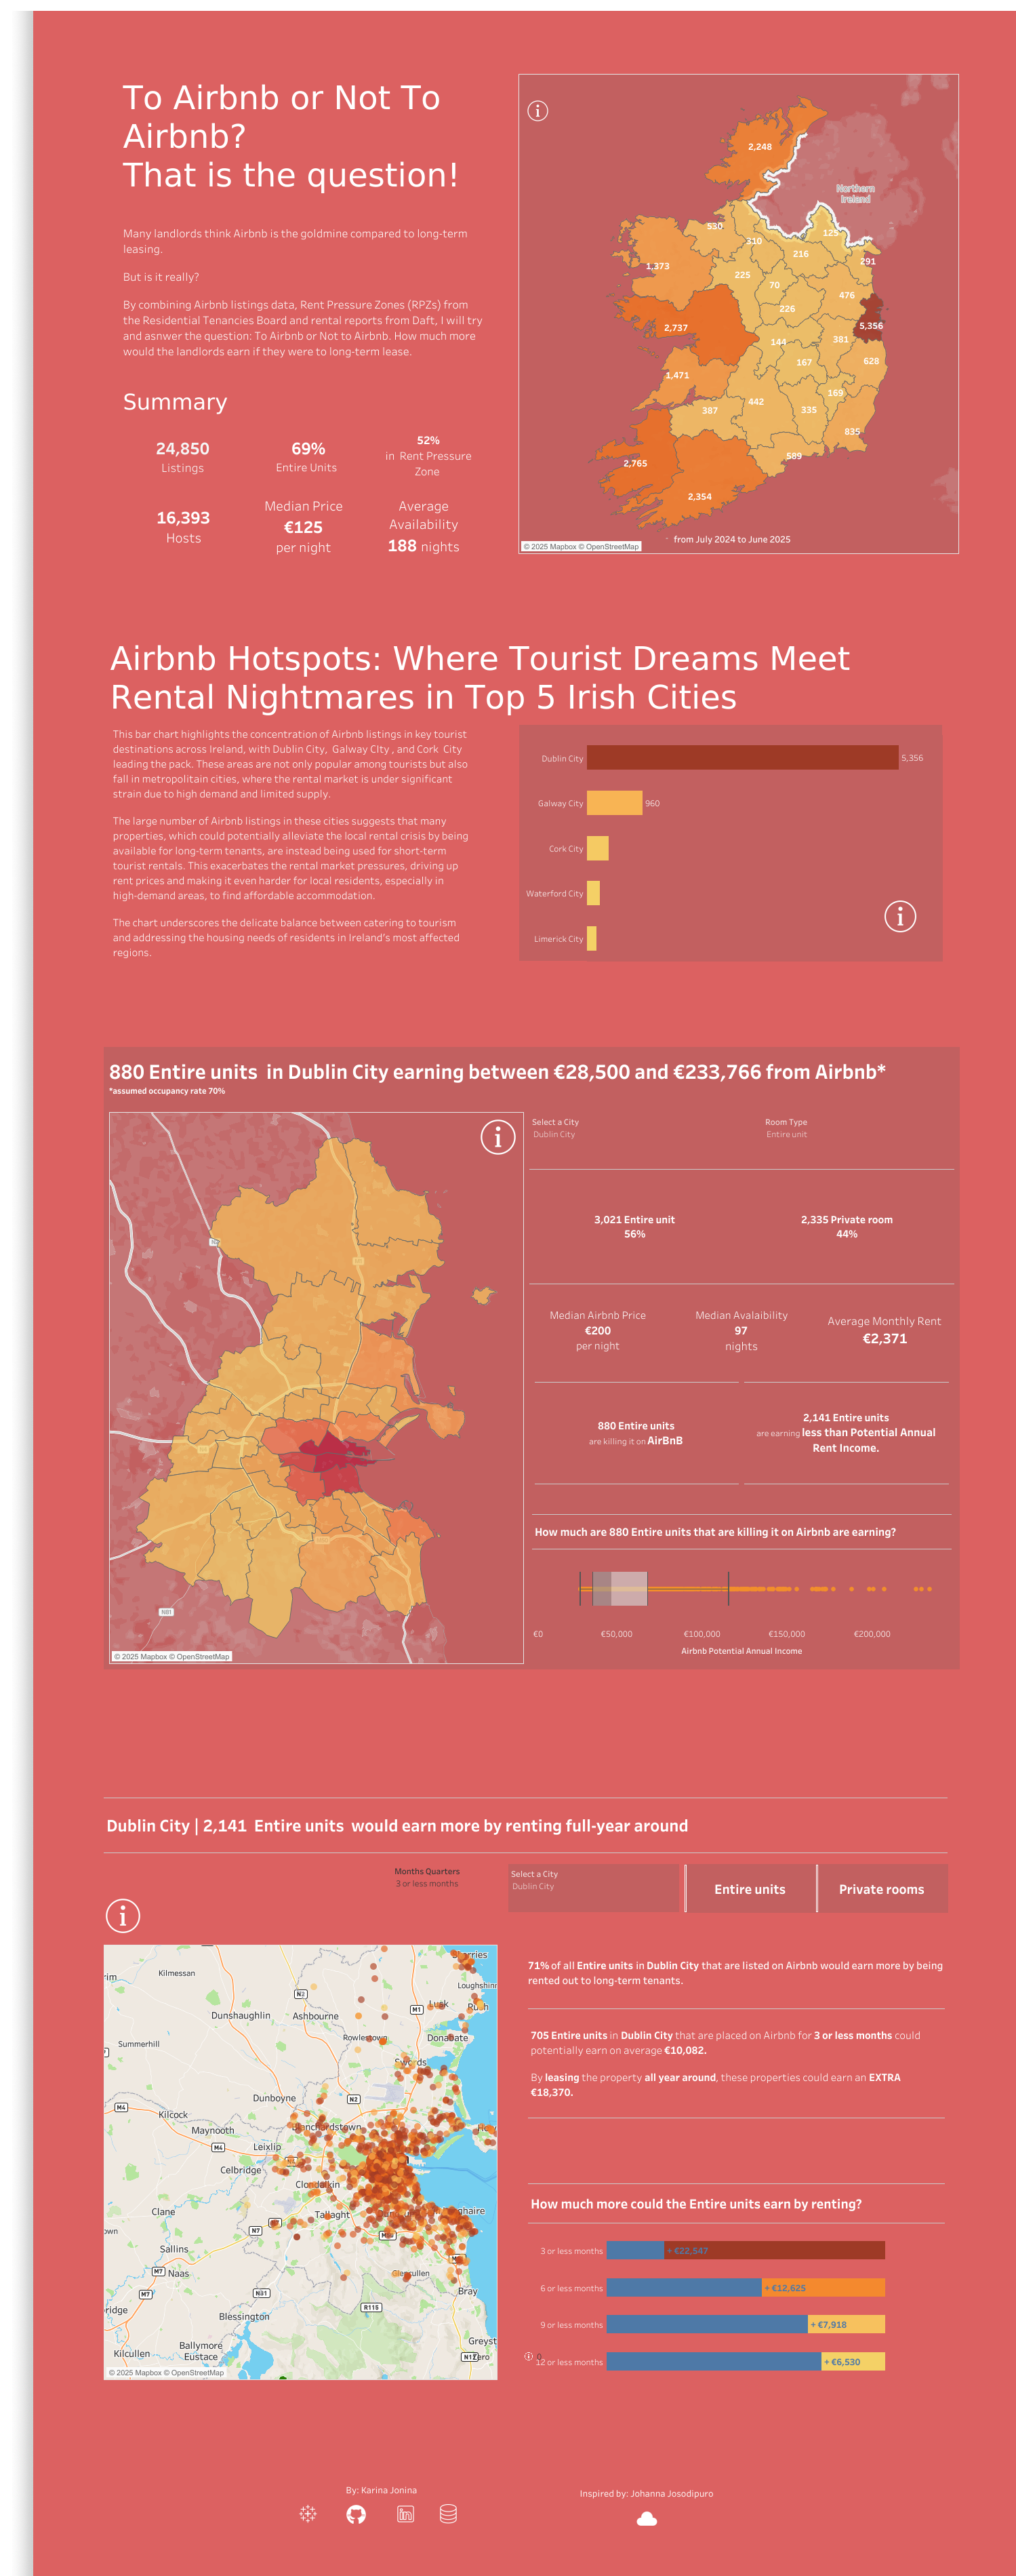 To Airbnb or Not To
Airbnb?
That is the question!
Many landlords think Airbnb is the goldmine compared to long-term
leasing.
But is it really?
By combining Airbnb listings data, Rent Pressure Zones (RPZs) from
the Residential Tenancies Board and rental reports from Daft, I will try
and asnwer the question: To Airbnb or Not to Airbnb. How much more
would the landlords earn if they were to long-term lease.
Summary
24,850
Listings
69%
Entire Units
52%
in Rent Pressure
Zone
16,393
Hosts
Median Price
€125
per night
Average
Availability
188 nights
2,248
Northern
Ireland
530
310
125
216
291
1,373
225
70
476
226
2,737
5,356
144
381
167
628
1,471
169
442
387
335
835
589
2,765
2,354
from July 2024 to June 2025
© 2025 Mapbox © OpenStreetMap
Airbnb Hotspots: Where Tourist Dreams Meet
Rental Nightmares in Top 5 Irish Cities
This bar chart highlights the concentration of Airbnb listings in key tourist
destinations across Ireland, with Dublin City, Galway CIty , and Cork City
leading the pack. These areas are not only popular among tourists but also
fall in metropolitan cities, where the rental market is under significant
strain due to high demand and limited supply.
The large number of Airbnb listings in these cities suggests that many
properties, which could potentially alleviate the local rental crisis by being
available for long-term tenants, are instead being used for short-term
tourist rentals. This exacerbates the rental market pressures, driving up
rent prices and making it even harder for local residents, especially in
high-demand areas, to find affordable accommodation.
The chart underscores the delicate balance between catering to tourism
and addressing the housing needs of residents in Ireland's most affected
regions.
Dublin City 5,356
Galway City 960
Cork City
Waterford City
Limerick City
880 Entire units in Dublin City earning between €28,500 and €233,766 from Airbnb*
*assumed occupancy rate 70%
N81
© 2025 Mapbox © OpenStreetMap
Select a City
Dublin City
Room Type
Entire unit
3,021 Entire unit
56%
2,335 Private room
44%
Median Airbnb Price
€200
per night
Median Avalaibility
97
nights
Average Monthly Rent
€2,371
880 Entire units
are killing it on AirBnB
2,141 Entire units
are earning less than Potential Annual
Rent Income.
How much are 880 Entire units that are killing it on Airbnb are earning?
€0 €50,000 €100,000 €150,000 €200,000
Airbnb Potential Annual Income
Dublin City | 2,141 Entire units would earn more by renting full-year around
Months Quarters
3 or less months
Select a City
Dublin City
Entire units
Private rooms
Kilmessan
Loughshinn
N2
Dunshaughlin
Ashbourne
M1
Lusk
Rush
Summerhill
Rowlestown
Donabate
Swords
Dunboyne
N2
M4
Kilcock
Maynooth
M4
Leixlip
Celbridge
Clondalkin
Clane
Tallaght
N7
Sallins
M7
Naas
M7
N81
Bray
R115
Blessington
Greyst
Ballymore
Eustace
Kilcullen
© 2025 Mapbox © OpenStreetMap
71% of all Entire units in Dublin City that are listed on Airbnb would earn more by being
rented out to long-term tenants.
705 Entire units in Dublin City that are placed on Airbnb for 3 or less months could
potentially earn on average €10,082.
By leasing the property all year around, these properties could earn an EXTRA
€18,370.
How much more could the Entire units earn by renting?
3 or less months + €22,547
6 or less months + €12,625
9 or less months + €7,918
12 or less months + €6,530
By: Karina Jonina
Inspired by: Johanna Josodipuro